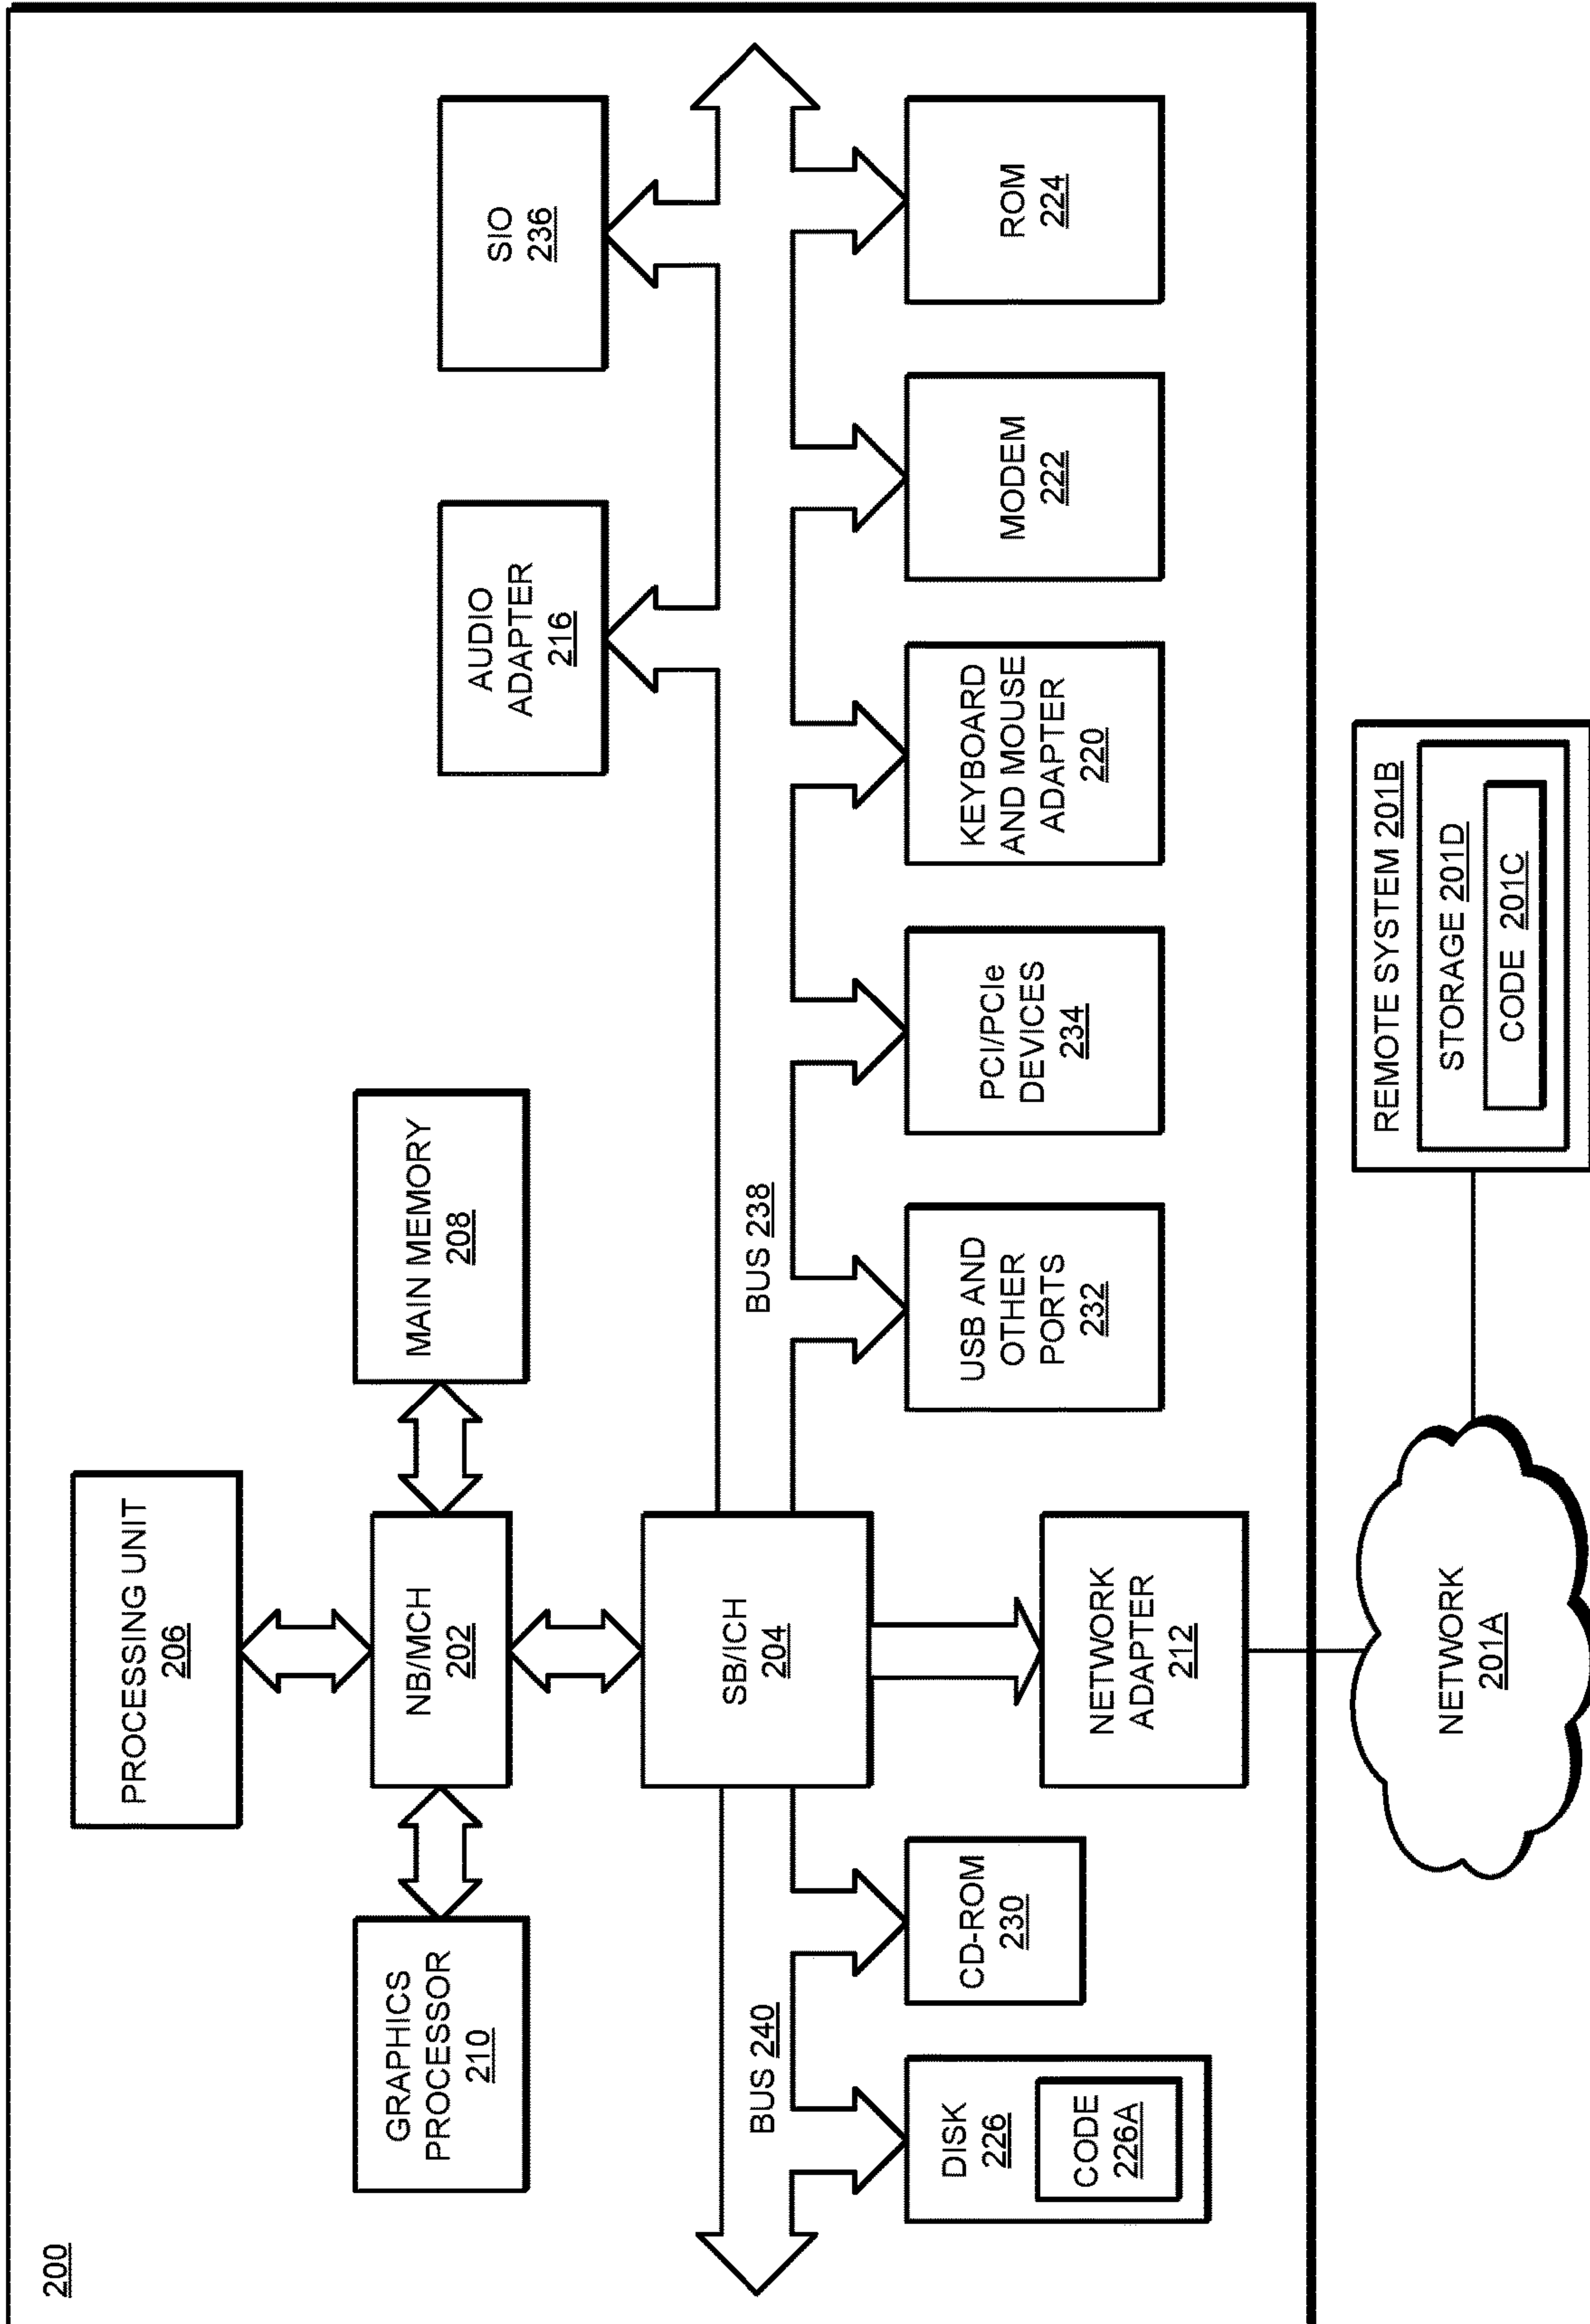 200
PROCESSING UNIT
206
GRAPHICS
PROCESSOR
210
NB/MCH
202
MAIN MEMORY
208
AUDIO
ADAPTER
216
SIO
236
SB/ICH
204
BUS 240
BUS 238
DISK
226
CODE
226A
CD-ROM
230
NETWORK
ADAPTER
212
USB AND
OTHER
PORTS
232
PCI/PCIe
DEVICES
234
KEYBOARD
AND MOUSE
ADAPTER
220
MODEM
222
ROM
224
NETWORK
201A
REMOTE SYSTEM 201B
STORAGE 201D
CODE 201C